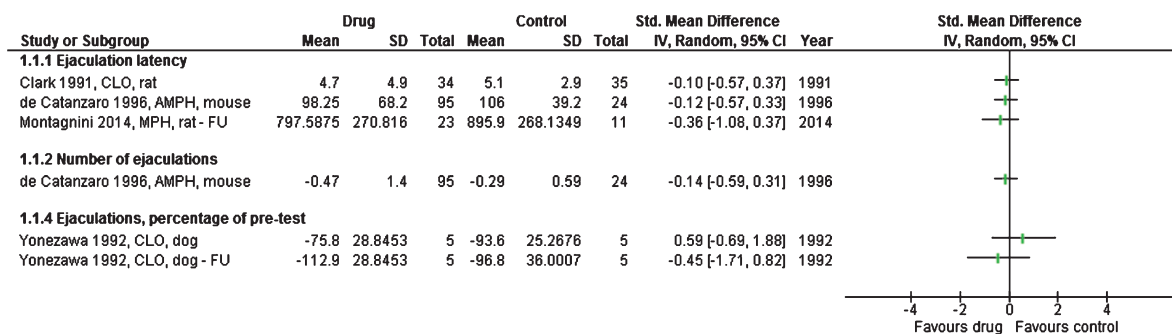 Drug Control Std. Mean Difference Std. Mean Difference
Study or Subgroup Mean SD Total Mean SD Total IV, Random, 95% CI Year IV, Random, 95% CI
1.1.1 Ejaculation latency
Clark 1991, CLO, rat 4.7 4.9 34 5.1 2.9 35 -0.10 [-0.57, 0.37] 1991
de Catanzaro 1996, AMPH, mouse 98.25 68.2 95 106 39.2 24 -0.12 [-0.57, 0.33] 1996
Montagnini 2014, MPH, rat - FU 797.5875 270.816 23 895.9 268.1349 11 -0.36 [-1.08, 0.37] 2014
1.1.2 Number of ejaculations
de Catanzaro 1996, AMPH, mouse -0.47 1.4 95 -0.29 0.59 24 -0.14 [-0.59, 0.31] 1996
1.1.4 Ejaculations, percentage of pre-test
Yonezawa 1992, CLO, dog -75.8 28.8453 5 -93.6 25.2676 5 0.59 [-0.69, 1.88] 1992
Yonezawa 1992, CLO, dog - FU -112.9 28.8453 5 -96.8 36.0007 5 -0.45 [-1.71, 0.82] 1992
-4 -2 0 2 4
Favours drug Favours control